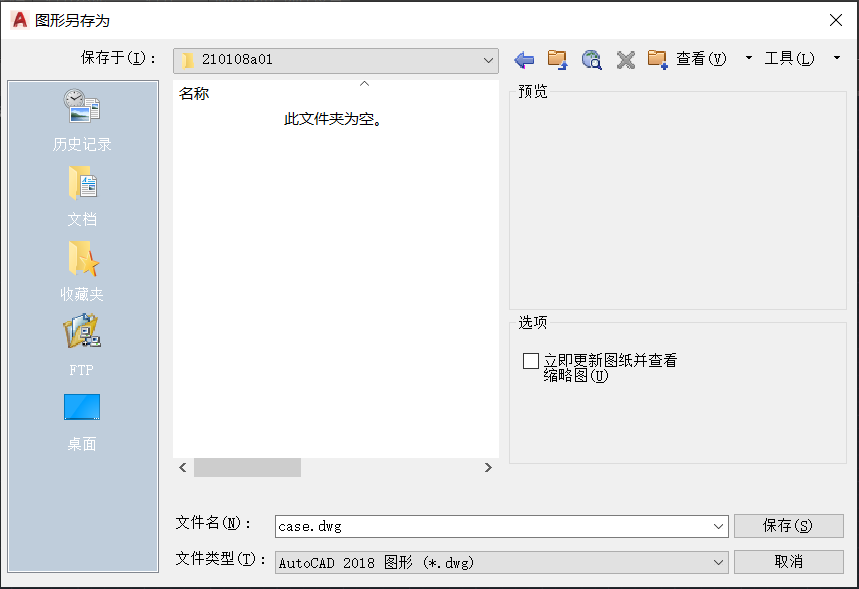 图形另存为
保存于(I)：
210108a01
查看(V)
工具(L)
名称
此文件夹为空。
历史记录
文档
收藏夹
FTP
桌面
预览
选项
立即更新图纸并查看
缩略图(U)
文件名(N)：
case.dwg
保存(S)
文件类型(T)：
AutoCAD 2018 图形 (*.dwg)
取消